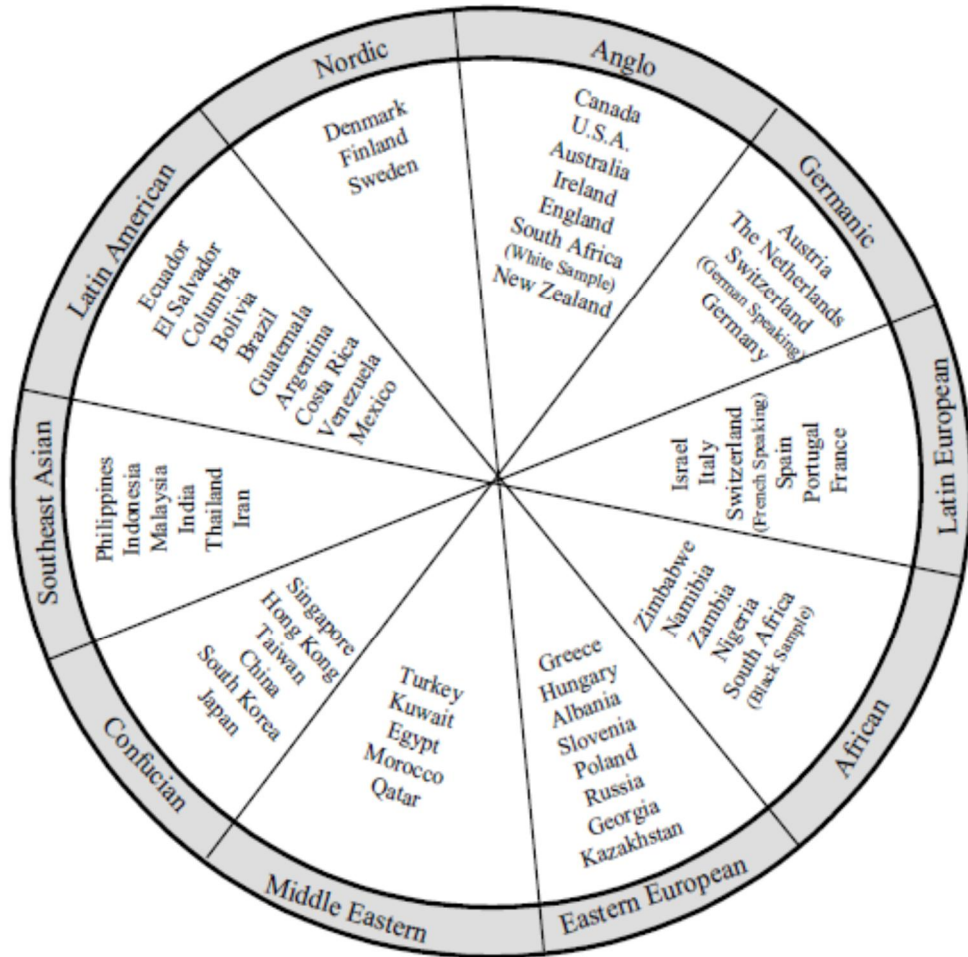 Nordic
Denmark
Finland
Sweden
Anglo
Canada
U.S.A.
Australia
Ireland
England
South Africa
(White Sample)
New Zealand
Germanic
Austria
The Netherlands
Switzerland
(German Speaking)
Germany
Latin European
Israel
Italy
Switzerland
(French Speaking)
Spain
Portugal
France
African
Zimbabwe
Namibia
Zambia
Nigeria
South Africa
(Black Sample)
Eastern European
Greece
Hungary
Albania
Slovenia
Poland
Russia
Georgia
Kazakhstan
Middle Eastern
Turkey
Kuwait
Egypt
Morocco
Qatar
Confucian
Singapore
Hong Kong
Taiwan
China
South Korea
Japan
Southeast Asian
Philippines
Indonesia
Malaysia
India
Thailand
Iran
Latin American
Ecuador
El Salvador
Columbia
Bolivia
Brazil
Guatemala
Argentina
Costa Rica
Venezuela
Mexico